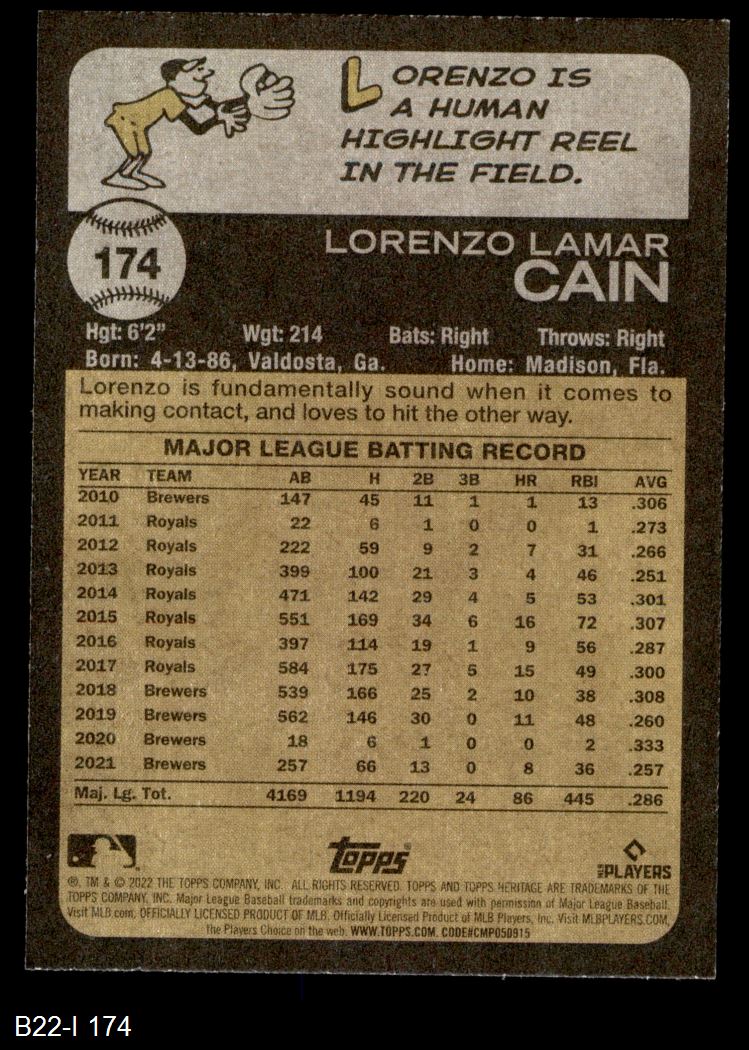 LORENZO IS
A HUMAN
HIGHLIGHT REEL
IN THE FIELD.
174
LORENZO LAMAR
CAIN
Hgt: 6'2" Wgt: 214 Bats: Right Throws: Right
Born: 4-13-86, Valdosta, Ga. Home: Madison, Fla.
Lorenzo is fundamentally sound when it comes to
making contact, and loves to hit the other way.
MAJOR LEAGUE BATTING RECORD
YEAR TEAM AB H 2B 3B HR RBI AVG
2010 Brewers 147 45 11 1 1 13 .306
2011 Royals 22 6 1 0 0 1 .273
2012 Royals 222 59 9 2 7 31 .266
2013 Royals 399 100 21 3 4 46 .251
2014 Royals 471 142 29 4 5 53 .301
2015 Royals 551 169 34 6 16 72 .307
2016 Royals 397 114 19 1 9 56 .287
2017 Royals 584 175 27 5 15 49 .300
2018 Brewers 539 166 25 2 10 38 .308
2019 Brewers 562 146 30 0 11 48 .260
2020 Brewers 18 6 1 0 0 2 .333
2021 Brewers 257 66 13 0 8 36 .257
Maj. Lg. Tot. 4169 1194 220 24 86 445 .286
Topps® MLB PLAYERS
®, TM & © 2022 THE TOPPS COMPANY, INC. ALL RIGHTS RESERVED. TOPPS AND TOPPS HERITAGE ARE TRADEMARKS OF THE
TOPPS COMPANY, INC. Major League Baseball trademarks and copyrights are used with permission of Major League Baseball.
Visit MLB.com. OFFICIALLY LICENSED PRODUCT OF MLB. Officially Licensed Product of MLB Players, Inc. Visit MLBPLAYERS.COM,
The Players Choice on the web. WWW.TOPPS.COM. CODE#CMP050915
B22-I 174